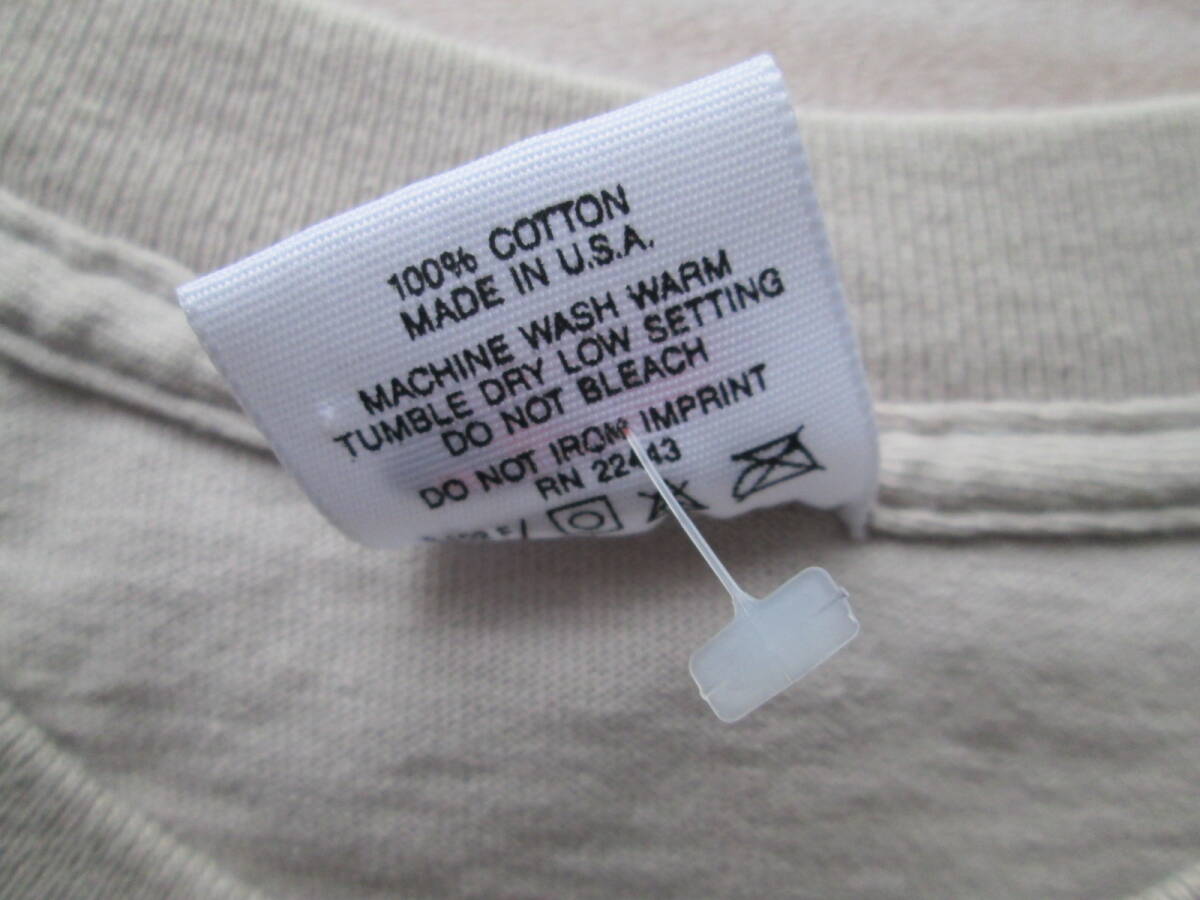 100% COTTON
MADE IN U.S.A.
MACHINE WASH WARM
TUMBLE DRY LOW SETTING
DO NOT BLEACH
DO NOT IRON IMPRINT
RN 22443